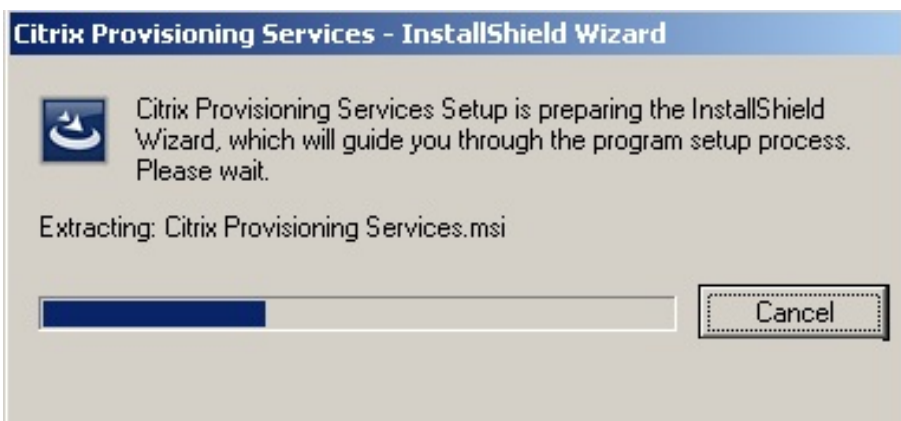 Citrix Provisioning Services - InstallShield Wizard
Citrix Provisioning Services Setup is preparing the InstallShield
Wizard, which will guide you through the program setup process.
Please wait.
Extracting: Citrix Provisioning Services.msi
Cancel